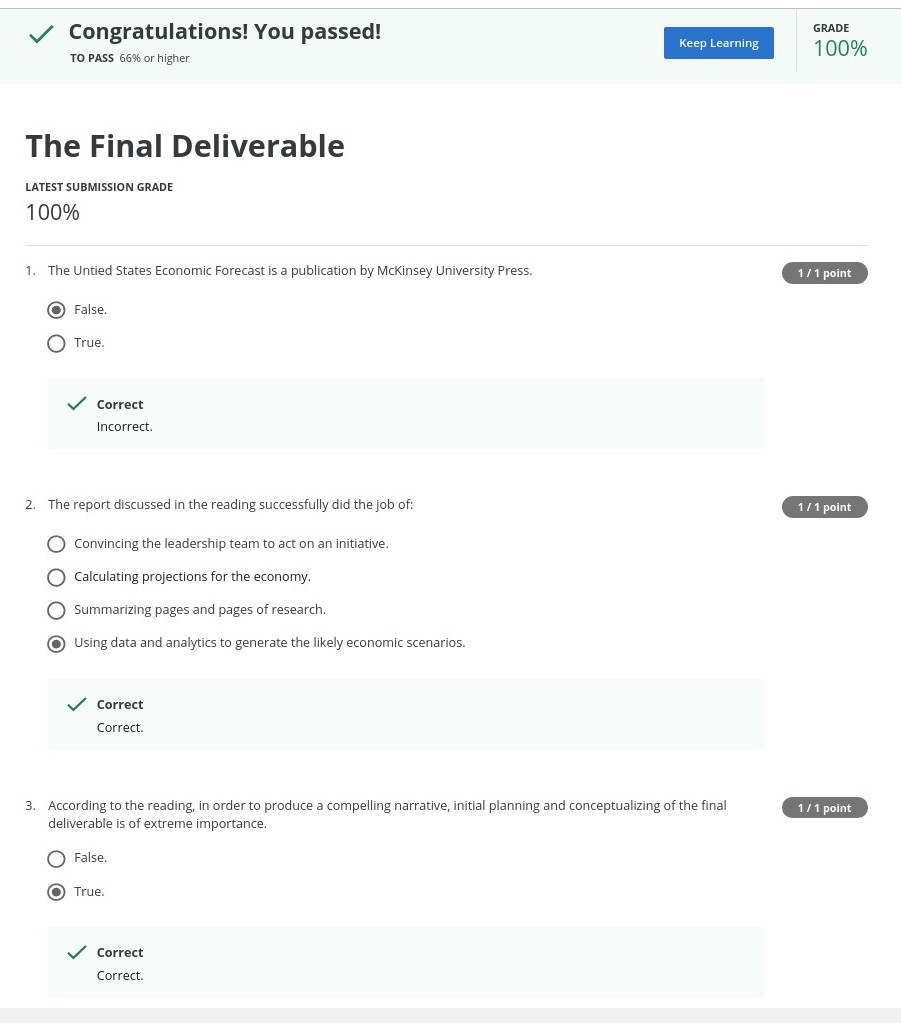 Congratulations! You passed!
TO PASS 66% or higher
Keep Learning
GRADE
100%
The Final Deliverable
LATEST SUBMISSION GRADE
100%
1. The Untied States Economic Forecast is a publication by McKinsey University Press.
1 / 1 point
False.
True.
Correct
Incorrect.
2. The report discussed in the reading successfully did the job of:
1 / 1 point
Convincing the leadership team to act on an initiative.
Calculating projections for the economy.
Summarizing pages and pages of research.
Using data and analytics to generate the likely economic scenarios.
Correct
Correct.
3. According to the reading, in order to produce a compelling narrative, initial planning and conceptualizing of the final
deliverable is of extreme importance.
1 / 1 point
False.
True.
Correct
Correct.